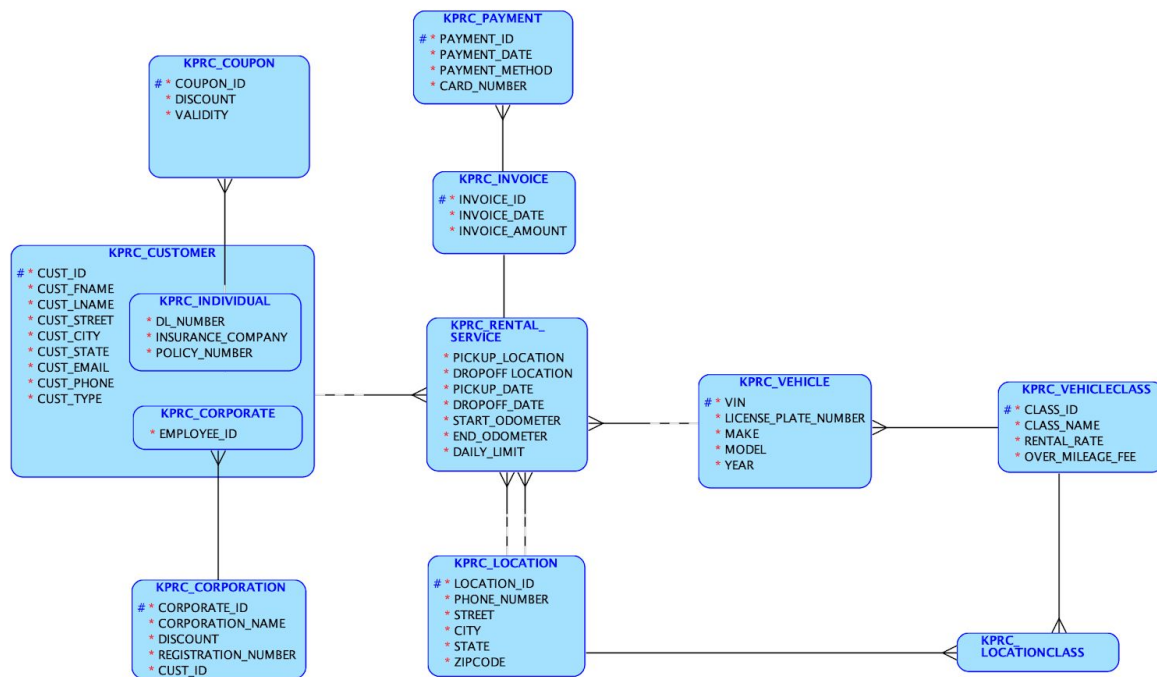 KPRC_PAYMENT
# * PAYMENT_ID
* PAYMENT_DATE
* PAYMENT_METHOD
* CARD_NUMBER
KPRC_COUPON
# * COUPON_ID
* DISCOUNT
* VALIDITY
KPRC_INVOICE
# * INVOICE_ID
* INVOICE_DATE
* INVOICE_AMOUNT
KPRC_CUSTOMER
# * CUST_ID
* CUST_FNAME
* CUST_LNAME
* CUST_STREET
* CUST_CITY
* CUST_STATE
* CUST_EMAIL
* CUST_PHONE
* CUST_TYPE
KPRC_INDIVIDUAL
* DL_NUMBER
* INSURANCE_COMPANY
* POLICY_NUMBER
KPRC_CORPORATE
* EMPLOYEE_ID
KPRC_RENTAL_
SERVICE
* PICKUP_LOCATION
* DROPOFF LOCATION
* PICKUP_DATE
* DROPOFF_DATE
* START_ODOMETER
* END_ODOMETER
* DAILY_LIMIT
KPRC_VEHICLE
# * VIN
* LICENSE_PLATE_NUMBER
* MAKE
* MODEL
* YEAR
KPRC_VEHICLECLASS
# * CLASS_ID
* CLASS_NAME
* RENTAL_RATE
* OVER_MILEAGE_FEE
KPRC_CORPORATION
# * CORPORATE_ID
* CORPORATION_NAME
* DISCOUNT
* REGISTRATION_NUMBER
* CUST_ID
KPRC_LOCATION
# * LOCATION_ID
* PHONE_NUMBER
* STREET
* CITY
* STATE
* ZIPCODE
KPRC_
LOCATIONCLASS